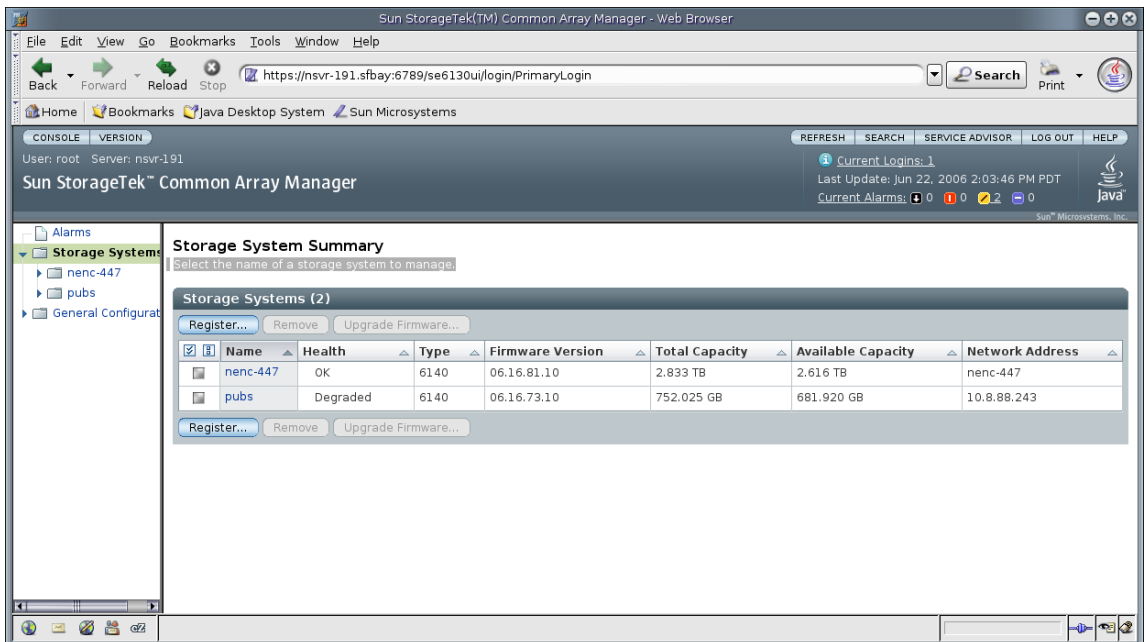 Sun StorageTek(TM) Common Array Manager - Web Browser
File Edit View Go Bookmarks Tools Window Help
Back Forward Reload Stop https://nsvr-191.sfbay:6789/se6130ui/login/PrimaryLogin Search Print
Home Bookmarks Java Desktop System Sun Microsystems
CONSOLE VERSION REFRESH SEARCH SERVICE ADVISOR LOG OUT HELP
User: root Server: nsvr-191
Current Logins: 1
Sun StorageTek™ Common Array Manager
Last Update: Jun 22, 2006 2:03:46 PM PDT
Current Alarms: 0 0 2 0
Java™
Sun™ Microsystems, Inc.
Alarms
Storage Systems
nenc-447
pubs
General Configurat
Storage System Summary
Select the name of a storage system to manage.
Storage Systems (2)
Register... Remove Upgrade Firmware...
Name Health Type Firmware Version Total Capacity Available Capacity Network Address
nenc-447 OK 6140 06.16.81.10 2.833 TB 2.616 TB nenc-447
pubs Degraded 6140 06.16.73.10 752.025 GB 681.920 GB 10.8.88.243
Register... Remove Upgrade Firmware...